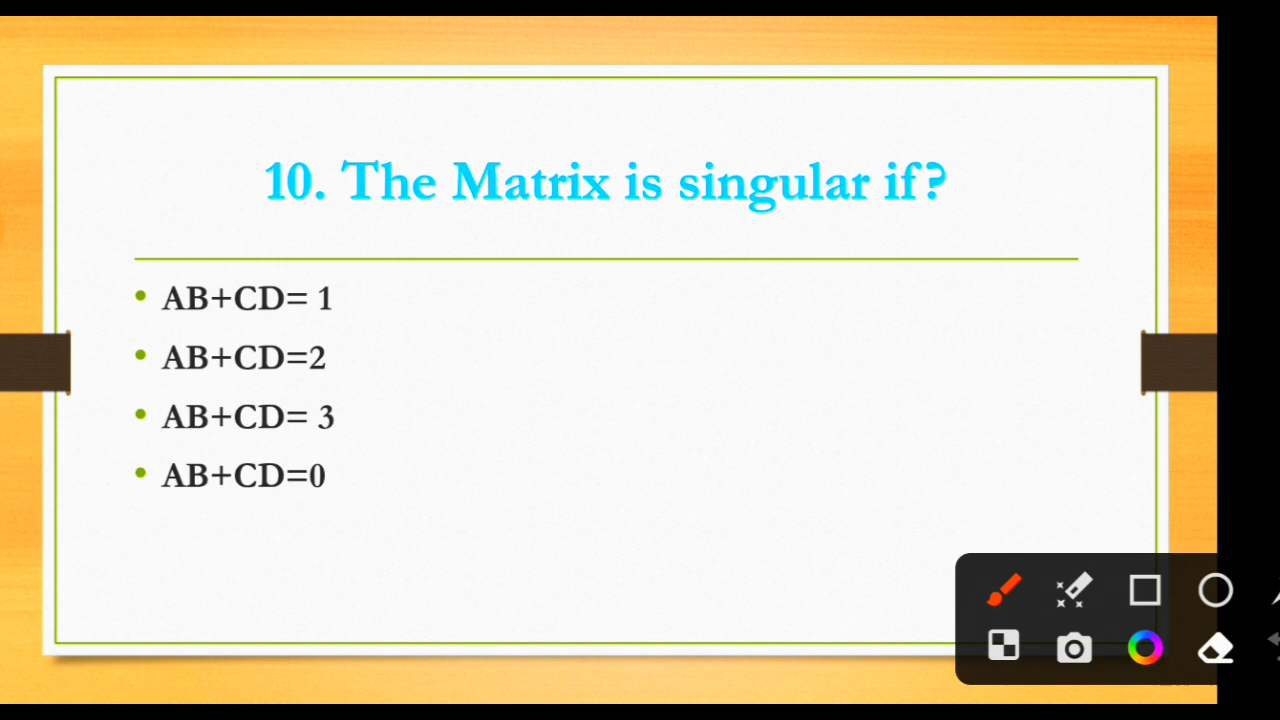 10. The Matrix is singular if?
• AB+CD= 1
• AB+CD=2
• AB+CD= 3
• AB+CD=0